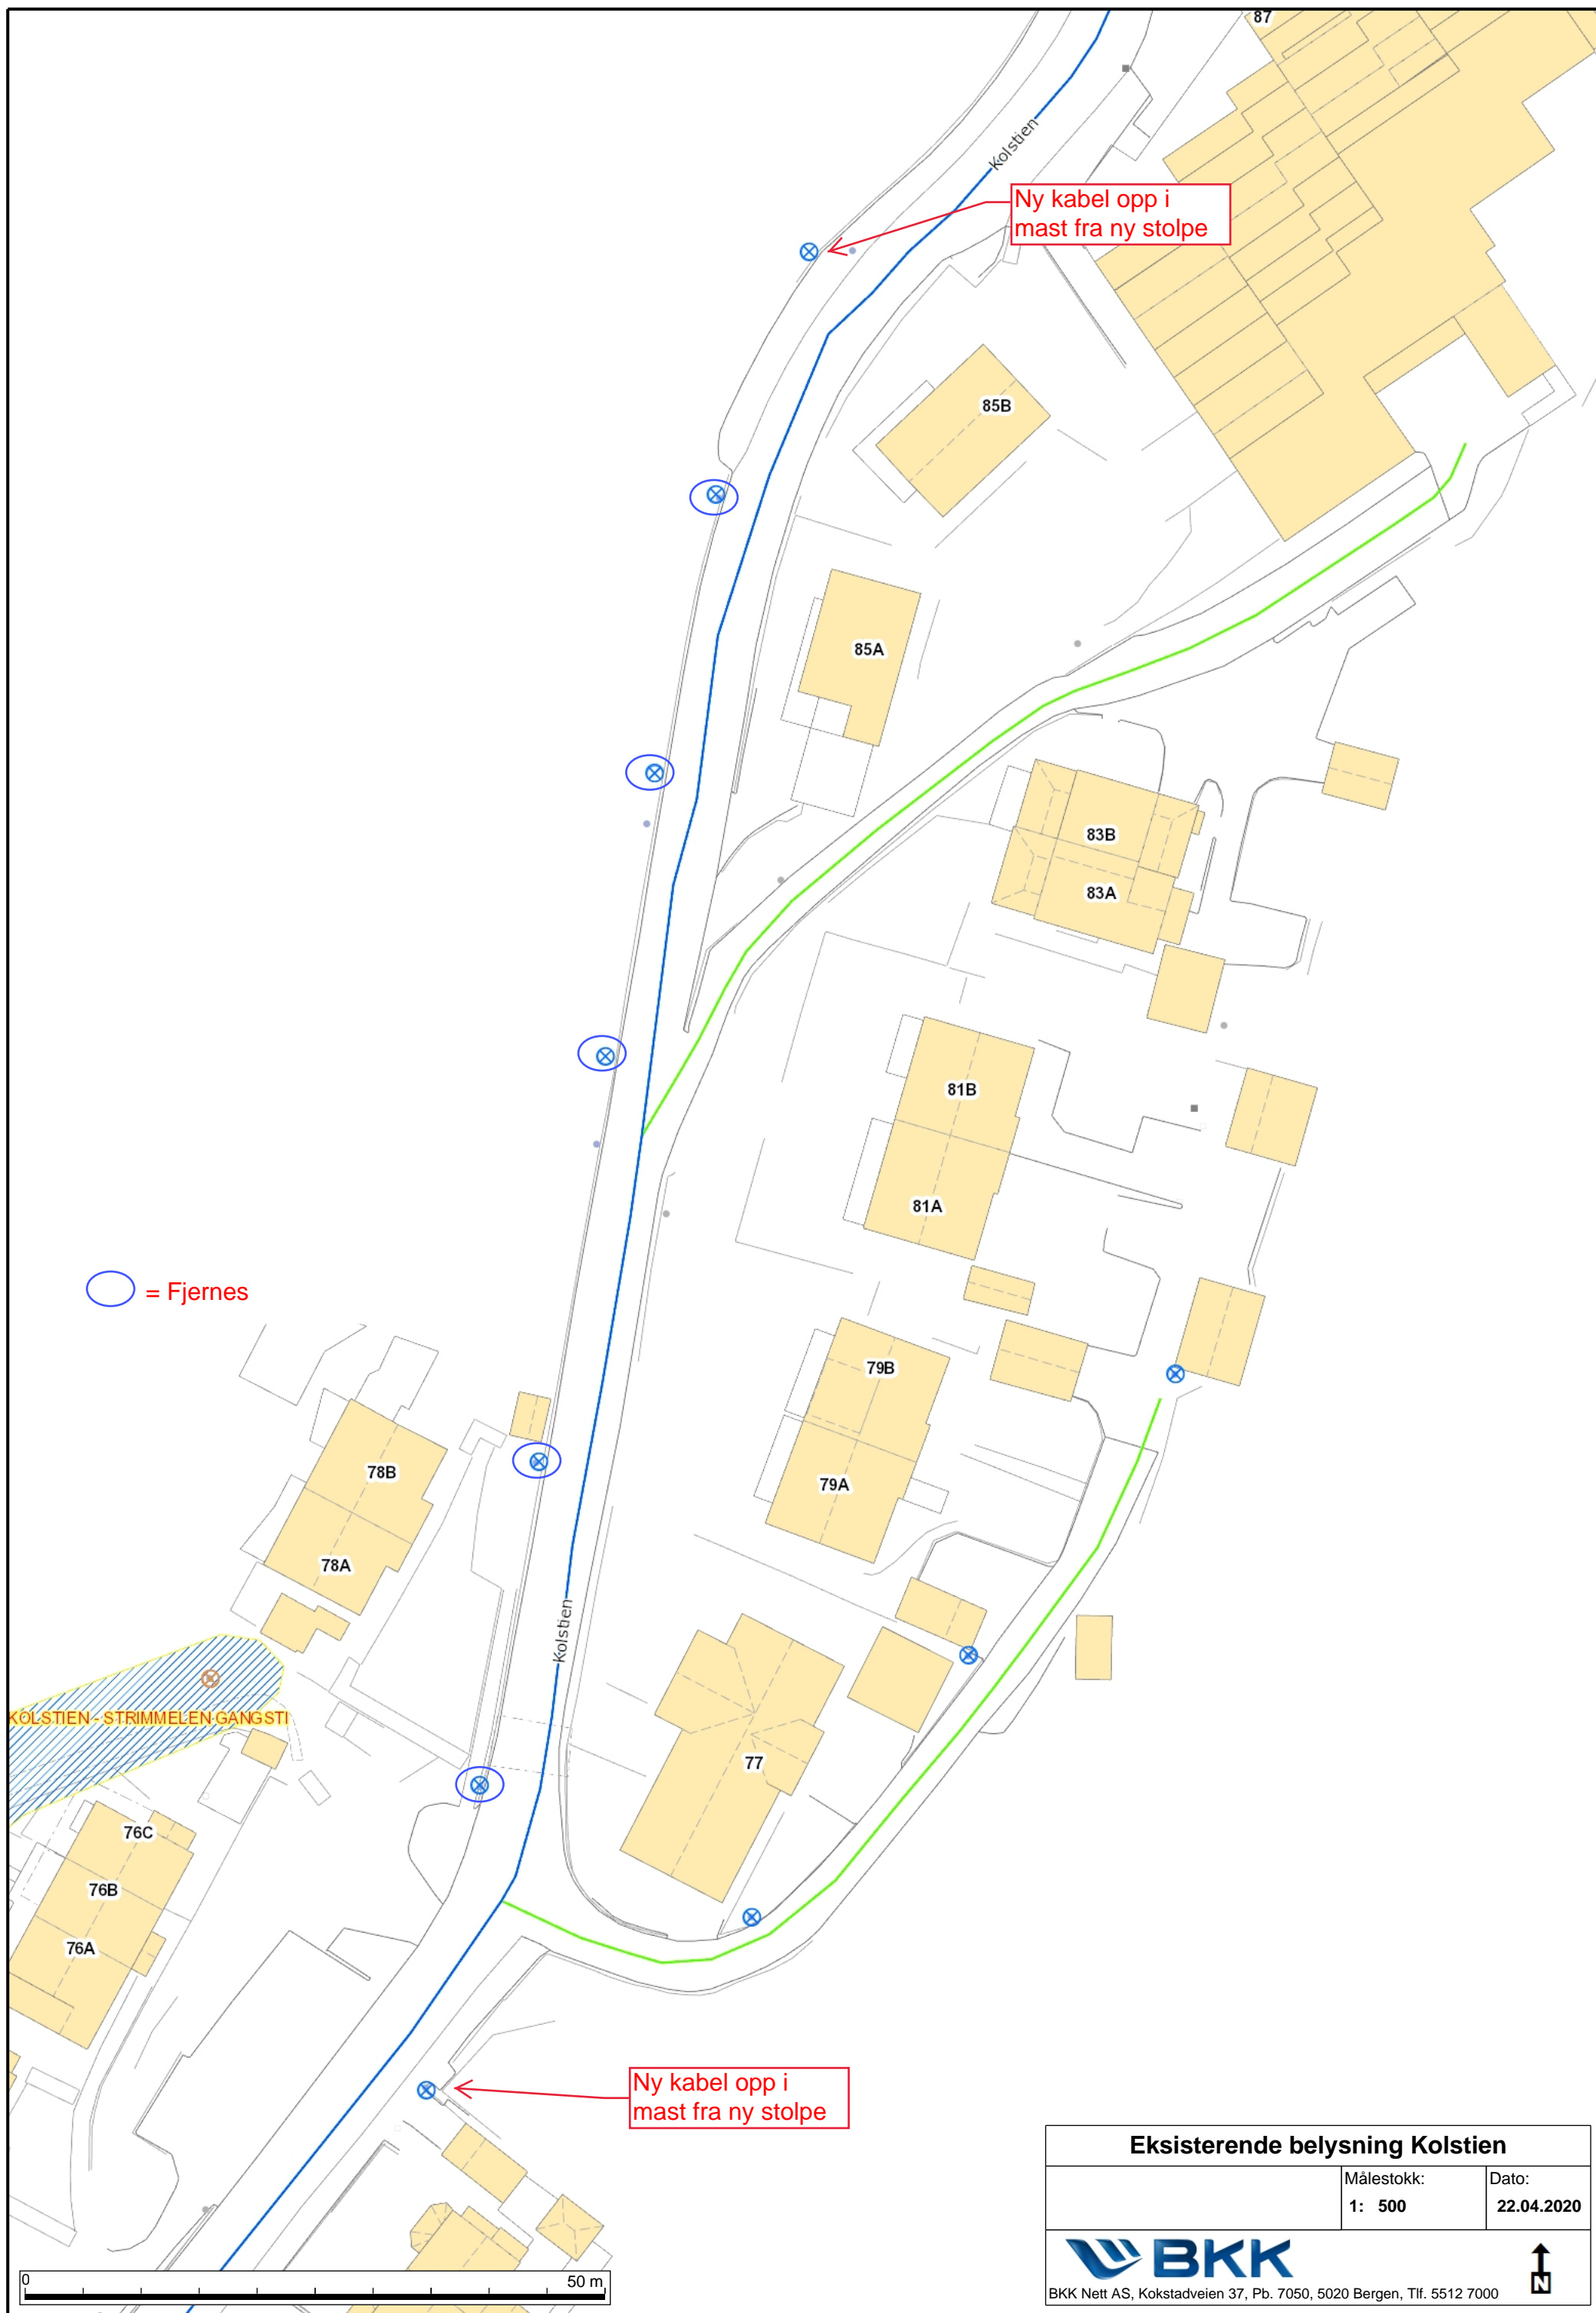 87
Kolstien
Ny kabel opp i
mast fra ny stolpe
85B
85A
83B
83A
81B
81A
= Fjernes
79B
78B
79A
78A
Kolstien
KOLSTIEN - STRIMMELEN GANGSTI
77
76C
76B
76A
Ny kabel opp i
mast fra ny stolpe
Eksisterende belysning Kolstien
Målestokk:
1: 500
Dato:
22.04.2020
BKK
BKK Nett AS, Kokstadveien 37, Pb. 7050, 5020 Bergen, Tlf. 5512 7000
N
0
50 m